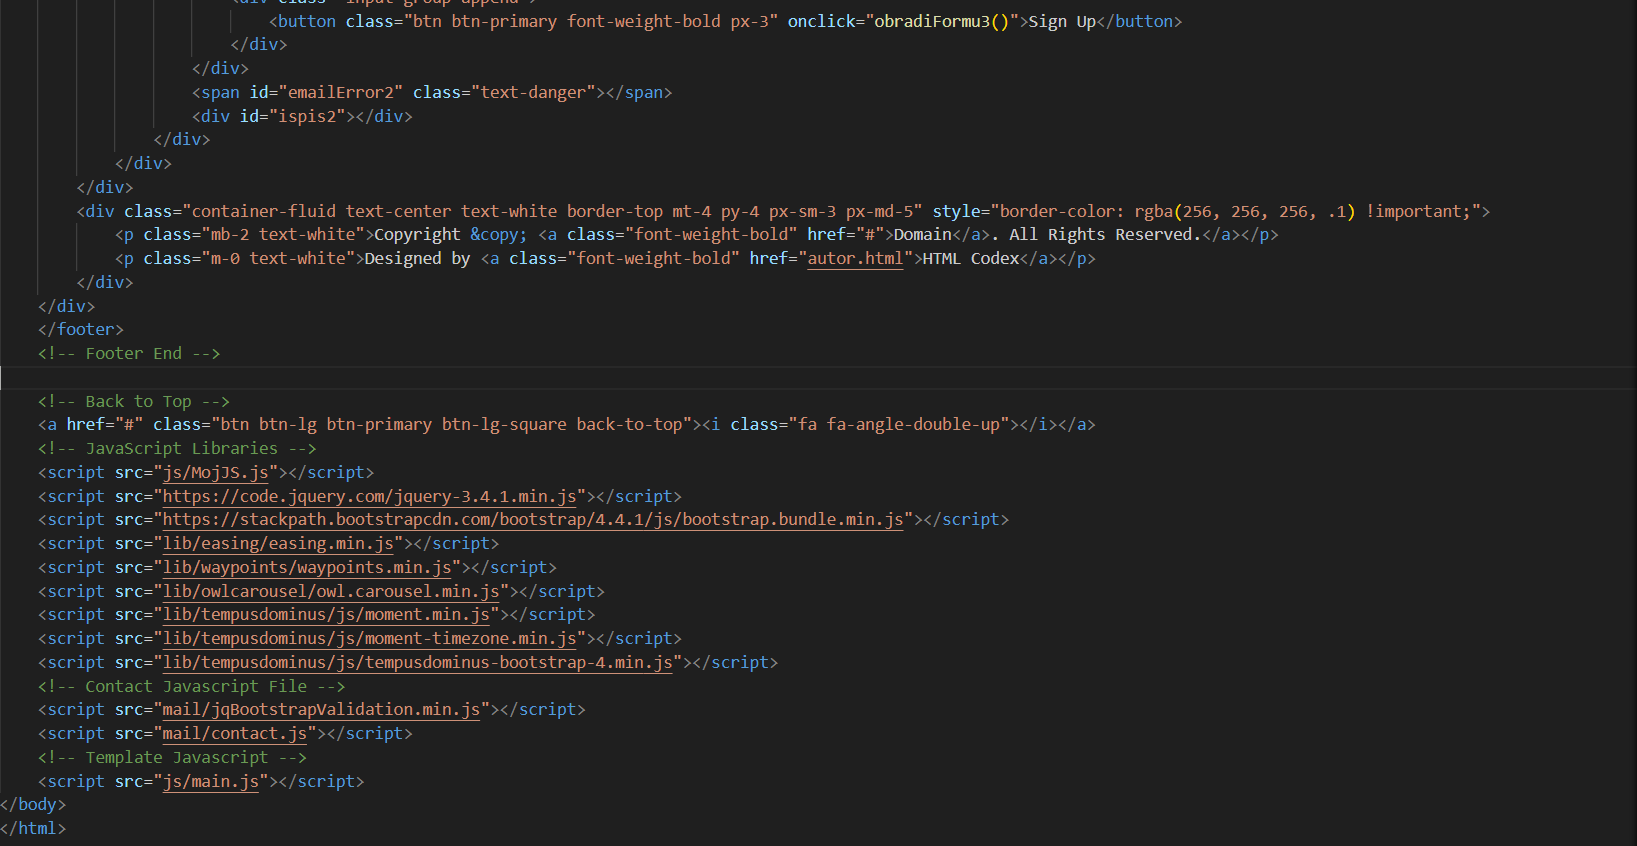 <div class="input-group-append">
<button class="btn btn-primary font-weight-bold px-3" onclick="obradiFormu3()">Sign Up</button>
</div>
</div>
<span id="emailError2" class="text-danger"></span>
<div id="ispis2"></div>
</div>
</div>
</div>
<div class="container-fluid text-center text-white border-top mt-4 py-4 px-sm-3 px-md-5" style="border-color: rgba(256, 256, 256, .1) !important;">
<p class="mb-2 text-white">Copyright &copy; <a class="font-weight-bold" href="#">Domain</a>. All Rights Reserved.</a></p>
<p class="m-0 text-white">Designed by <a class="font-weight-bold" href="autor.html">HTML Codex</a></p>
</div>
</div>
</footer>
<!-- Footer End -->
<!-- Back to Top -->
<a href="#" class="btn btn-lg btn-primary btn-lg-square back-to-top"><i class="fa fa-angle-double-up"></i></a>
<!-- JavaScript Libraries -->
<script src="js/MojJS.js"></script>
<script src="https://code.jquery.com/jquery-3.4.1.min.js"></script>
<script src="https://stackpath.bootstrapcdn.com/bootstrap/4.4.1/js/bootstrap.bundle.min.js"></script>
<script src="lib/easing/easing.min.js"></script>
<script src="lib/waypoints/waypoints.min.js"></script>
<script src="lib/owlcarousel/owl.carousel.min.js"></script>
<script src="lib/tempusdominus/js/moment.min.js"></script>
<script src="lib/tempusdominus/js/moment-timezone.min.js"></script>
<script src="lib/tempusdominus/js/tempusdominus-bootstrap-4.min.js"></script>
<!-- Contact Javascript File -->
<script src="mail/jqBootstrapValidation.min.js"></script>
<script src="mail/contact.js"></script>
<!-- Template Javascript -->
<script src="js/main.js"></script>
</body>
</html>